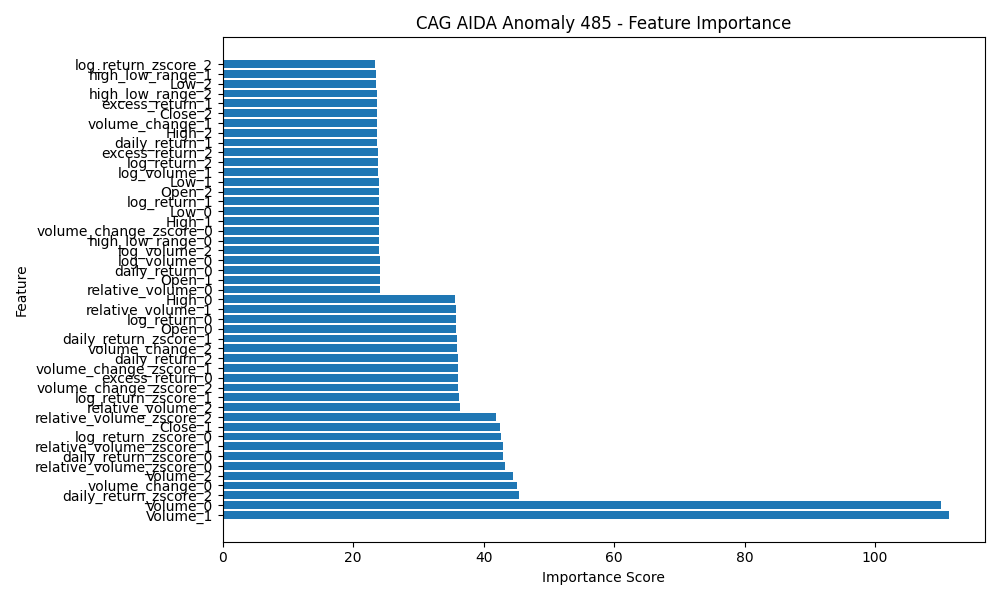 CAG AIDA Anomaly 485 - Feature Importance
log_return_zscore_2
high_low_range_1
Low_2
high_low_range_2
excess_return_1
Close_2
volume_change_1
High_2
daily_return_1
excess_return_2
log_return_2
log_volume_1
Low_1
Open_2
log_return_1
Low_0
High_1
volume_change_zscore_0
high_low_range_0
log_volume_2
log_volume_0
daily_return_0
Open_1
relative_volume_0
High_0
relative_volume_1
log_return_0
Open_0
daily_return_zscore_1
volume_change_2
daily_return_2
volume_change_zscore_1
excess_return_0
volume_change_zscore_2
log_return_zscore_1
relative_volume_2
relative_volume_zscore_2
Close_1
log_return_zscore_0
relative_volume_zscore_1
daily_return_zscore_0
relative_volume_zscore_0
Volume_2
volume_change_0
daily_return_zscore_2
Volume_0
Volume_1
Feature
0 20 40 60 80 100
Importance Score